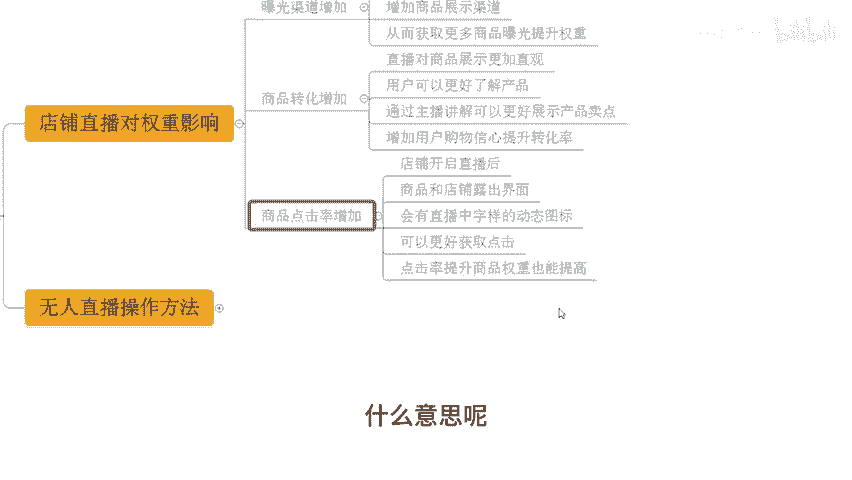 曝光渠道增加
增加商品展示渠道
从而获取更多商品曝光提升权重
直播对商品展示更加直观
用户可以更好了解产品
商品转化增加
通过主播讲解可以更好展示产品卖点
店铺直播对权重影响
增加用户购物信心提升转化率
店铺开启直播后
商品和店铺露出界面
商品点击率增加
会有直播中字样的动态图标
可以更好获取点击
点击率提升商品权重也能提高
无人直播操作方法
什么意思呢